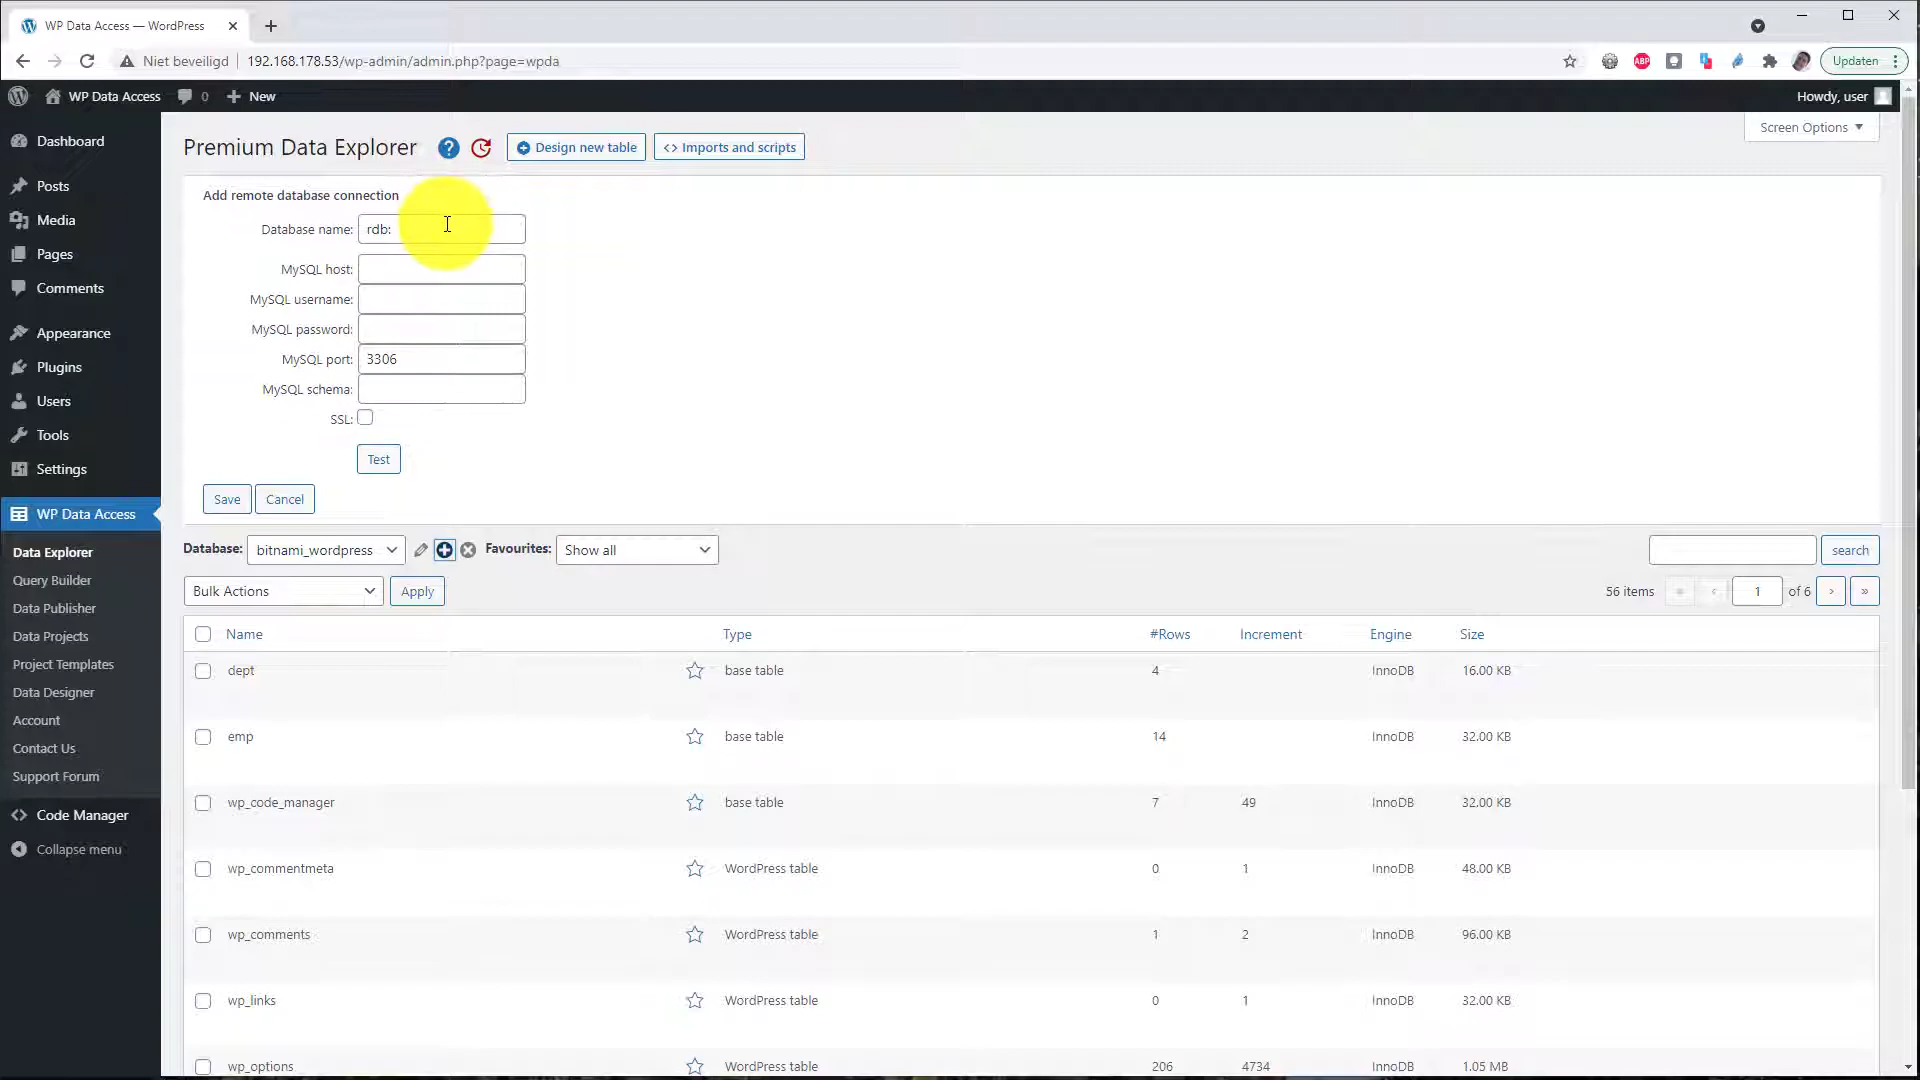 WP Data Access — WordPress
Niet beveiligd
192.168.178.53/wp-admin/admin.php?page=wpda
ABP
Updaten
WP Data Access
0
New
Howdy, user
Screen Options
Premium Data Explorer
?
Design new table
<> Imports and scripts
Add remote database connection
Database name:
rdb:
MySQL host:
MySQL username:
MySQL password:
MySQL port:
3306
MySQL schema:
SSL:
Test
Save
Cancel
Dashboard
Posts
Media
Pages
Comments
Appearance
Plugins
Users
Tools
Settings
WP Data Access
Data Explorer
Query Builder
Data Publisher
Data Projects
Project Templates
Data Designer
Account
Contact Us
Support Forum
Code Manager
Collapse menu
Database:
bitnami_wordpress
Favourites:
Show all
search
Bulk Actions
Apply
56 items
«
‹
1
of 6
›
»
Name Type #Rows Increment Engine Size
dept base table 4 InnoDB 16.00 KB
emp base table 14 InnoDB 32.00 KB
wp_code_manager base table 7 49 InnoDB 32.00 KB
wp_commentmeta WordPress table 0 1 InnoDB 48.00 KB
wp_comments WordPress table 1 2 InnoDB 96.00 KB
wp_links WordPress table 0 1 InnoDB 32.00 KB
wp_options WordPress table 206 4734 InnoDB 1.05 MB